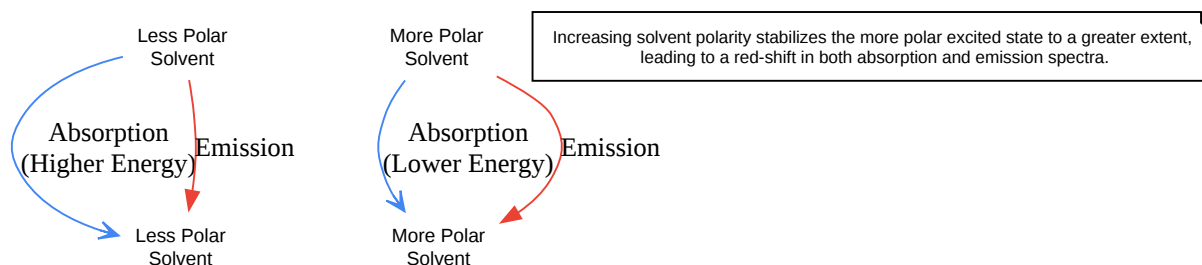 Less Polar
Solvent
More Polar
Solvent
Increasing solvent polarity stabilizes the more polar excited state to a greater extent,
leading to a red-shift in both absorption and emission spectra.
Absorption
(Higher Energy)
Emission
Absorption
(Lower Energy)
Emission
Less Polar
Solvent
More Polar
Solvent